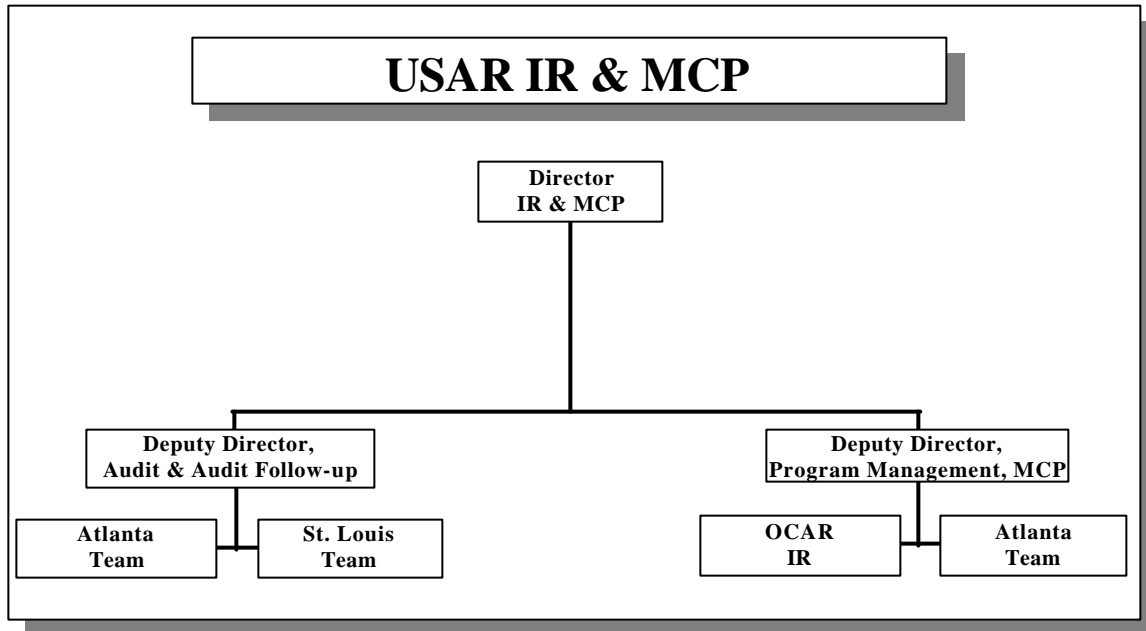 USAR IR & MCP
Director
IR & MCP
Deputy Director,
Audit & Audit Follow-up
Deputy Director,
Program Management, MCP
Atlanta
Team
St. Louis
Team
OCAR
IR
Atlanta
Team